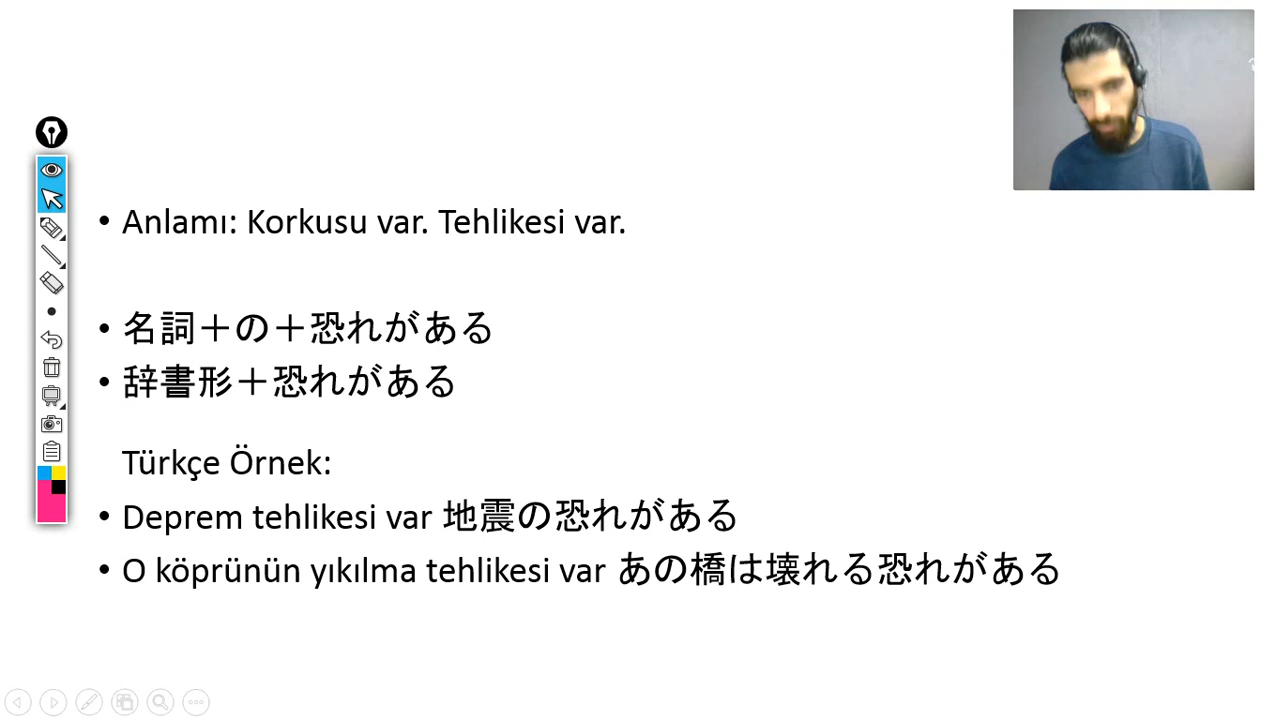 Anlamı: Korkusu var. Tehlikesi var.
名詞＋の＋恐れがある
辞書形＋恐れがある
Türkçe Örnek:
Deprem tehlikesi var 地震の恐れがある
O köprünün yıkılma tehlikesi var あの橋は壊れる恐れがある